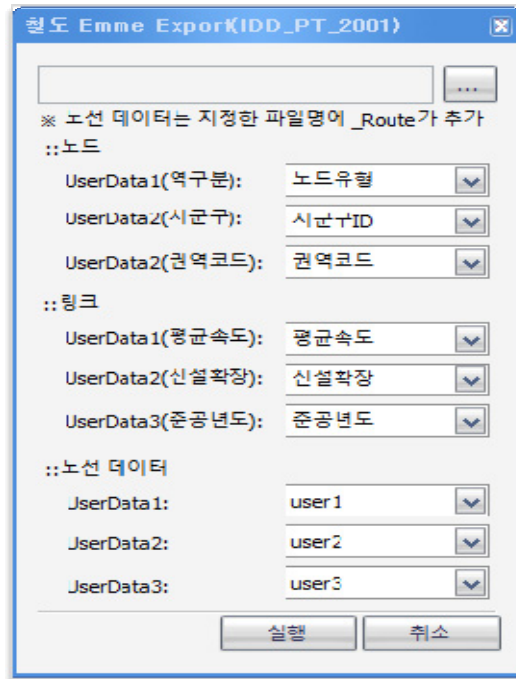 철도 Emme Export(IDD_PT_2001)
...
※ 노선 데이터는 지정한 파일명에 _Route가 추가
::노드
UserData1(역구분): 노드유형
UserData2(시군구): 시군구ID
UserData2(권역코드): 권역코드
::링크
UserData1(평균속도): 평균속도
UserData2(신설확장): 신설확장
UserData3(준공년도): 준공년도
::노선 데이터
UserData1: user1
UserData2: user2
UserData3: user3
실행 취소